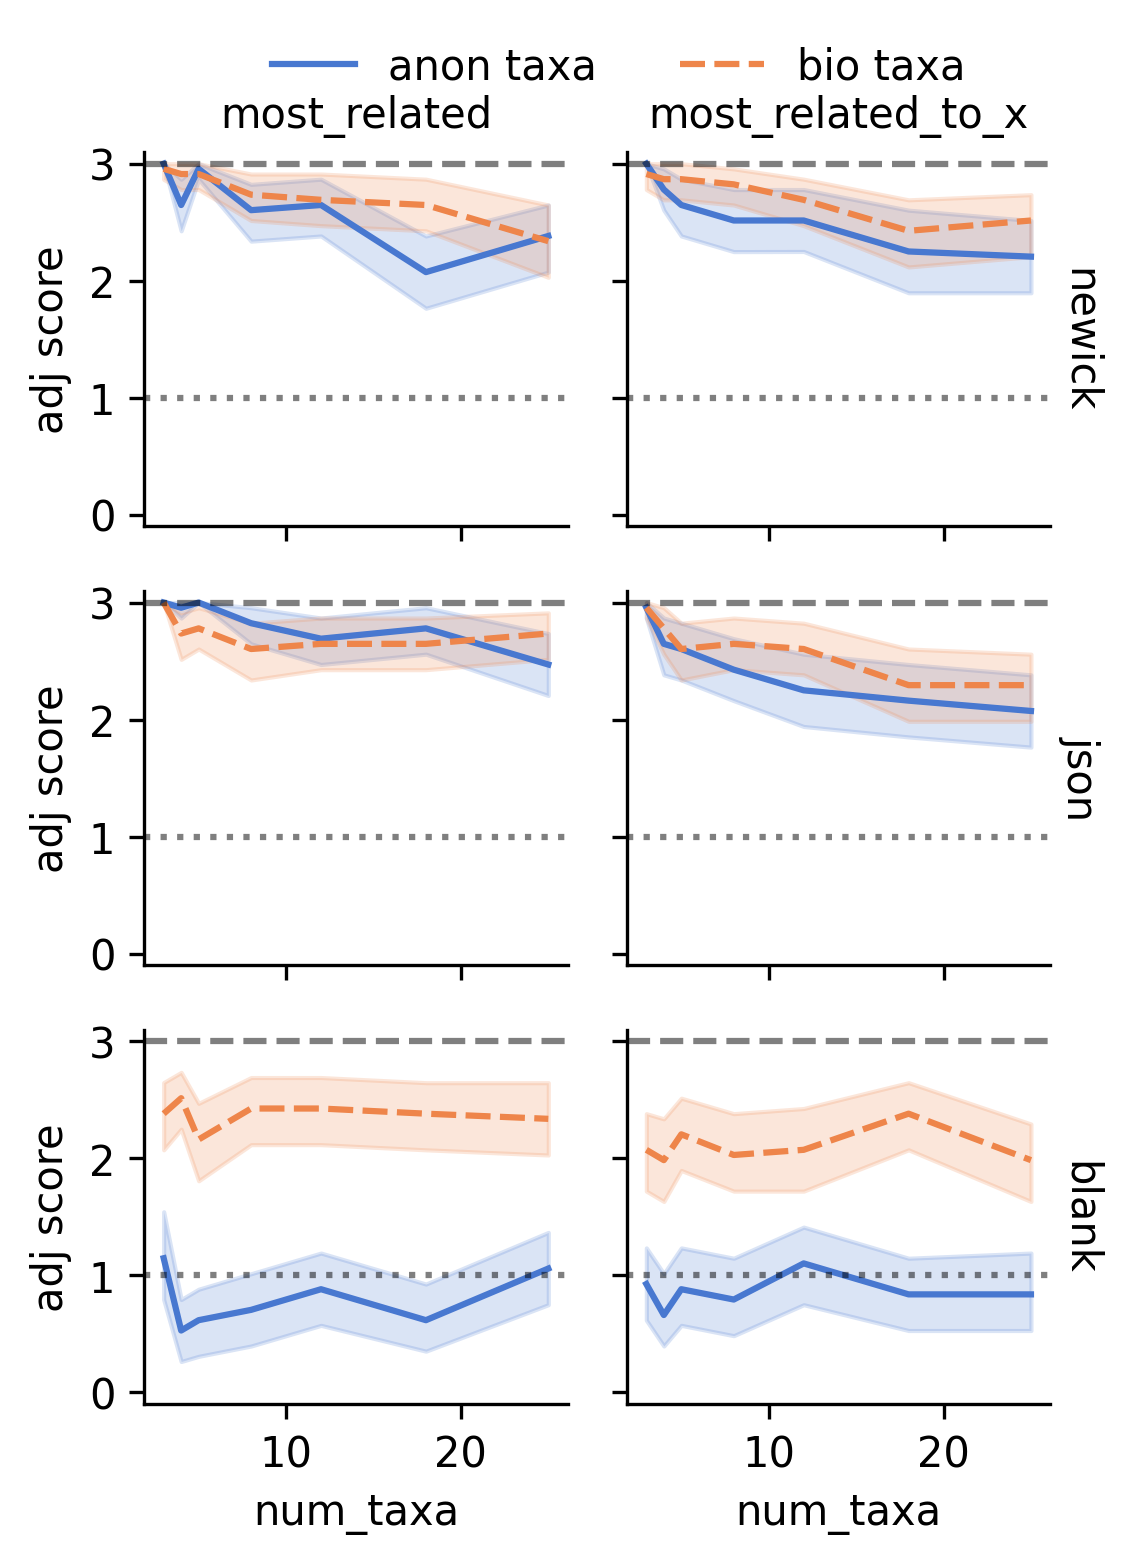 anon taxa bio taxa
most_related most_related_to_x
3
2
1
0
adj score
newick
3
2
1
0
adj score
json
3
2
1
0
adj score
blank
10 20 10 20
num_taxa num_taxa